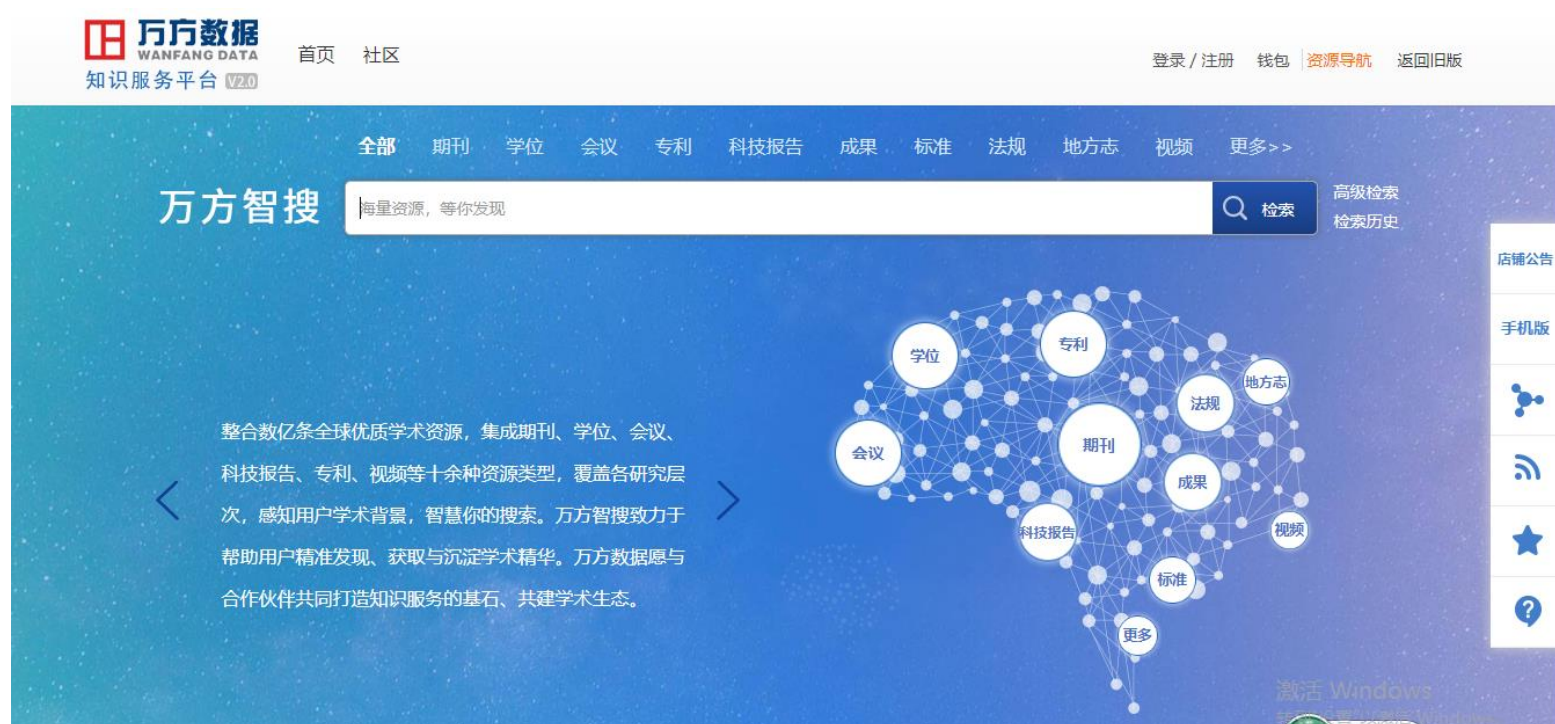 万方数据
WANFANG DATA
知识服务平台 V2.0
首页 社区
登录 / 注册 钱包 资源导航 返回旧版
全部 期刊 学位 会议 专利 科技报告 成果 标准 法规 地方志 视频 更多>>
万方智搜
海量资源，等你发现
检索
高级检索
检索历史
店铺公告
手机版
整合数亿条全球优质学术资源，集成期刊、学位、会议、
科技报告、专利、视频等十余种资源类型，覆盖各研究层
次，感知用户学术背景，智慧你的搜索。万方智搜致力于
帮助用户精准发现、获取与沉淀学术精华。万方数据愿与
合作伙伴共同打造知识服务的基石、共建学术生态。
学位
专利
地方志
法规
会议
期刊
成果
科技报告
视频
标准
更多
激活 Windows